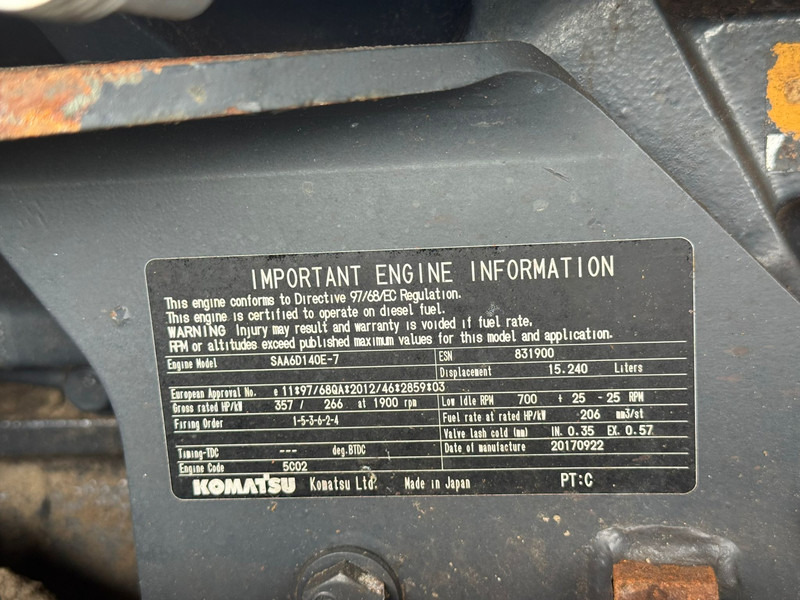 IMPORTANT ENGINE INFORMATION
This engine conforms to Directive 97/68/EC Regulation.
This engine is certified to operate on diesel fuel.
WARNING Injury may result and warranty is voided if fuel rate,
RPM or altitudes exceed published maximum values for this model and application.
Engine Model SAA6D140E-7 ESN 831900
Displacement 15.240 Liters
European Approval No. e 11*97/68QA*2012/46*2859*03
Gross rated HP/kW 357 / 266 at 1900 rpm Low Idle RPM 700 + 25 - 25 RPM
Firing Order 1-5-3-6-2-4 Fuel rate at rated HP/kW 206 mm3/st
Valve lash cold (mm) IN. 0.35 EX. 0.57
Timing-TDC --- deg.BTDC Date of manufacture 20170922
Engine Code 5C02
KOMATSU Komatsu Ltd. Made in Japan PT:C